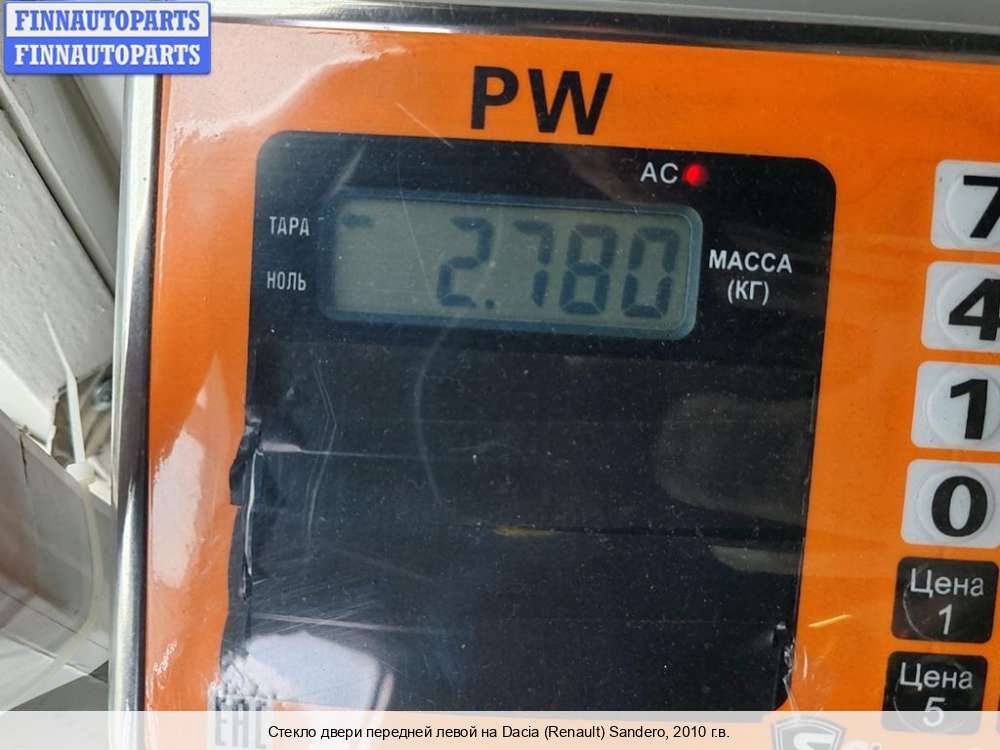 FINNAUTOPARTS
FINNAUTOPARTS
PW
AC
ТАРА
НОЛЬ
2.780
МАССА
(КГ)
7
4
1
0
Цена
1
Цена
5
EAC
Стекло двери передней левой на Dacia (Renault) Sandero, 2010 г.в.